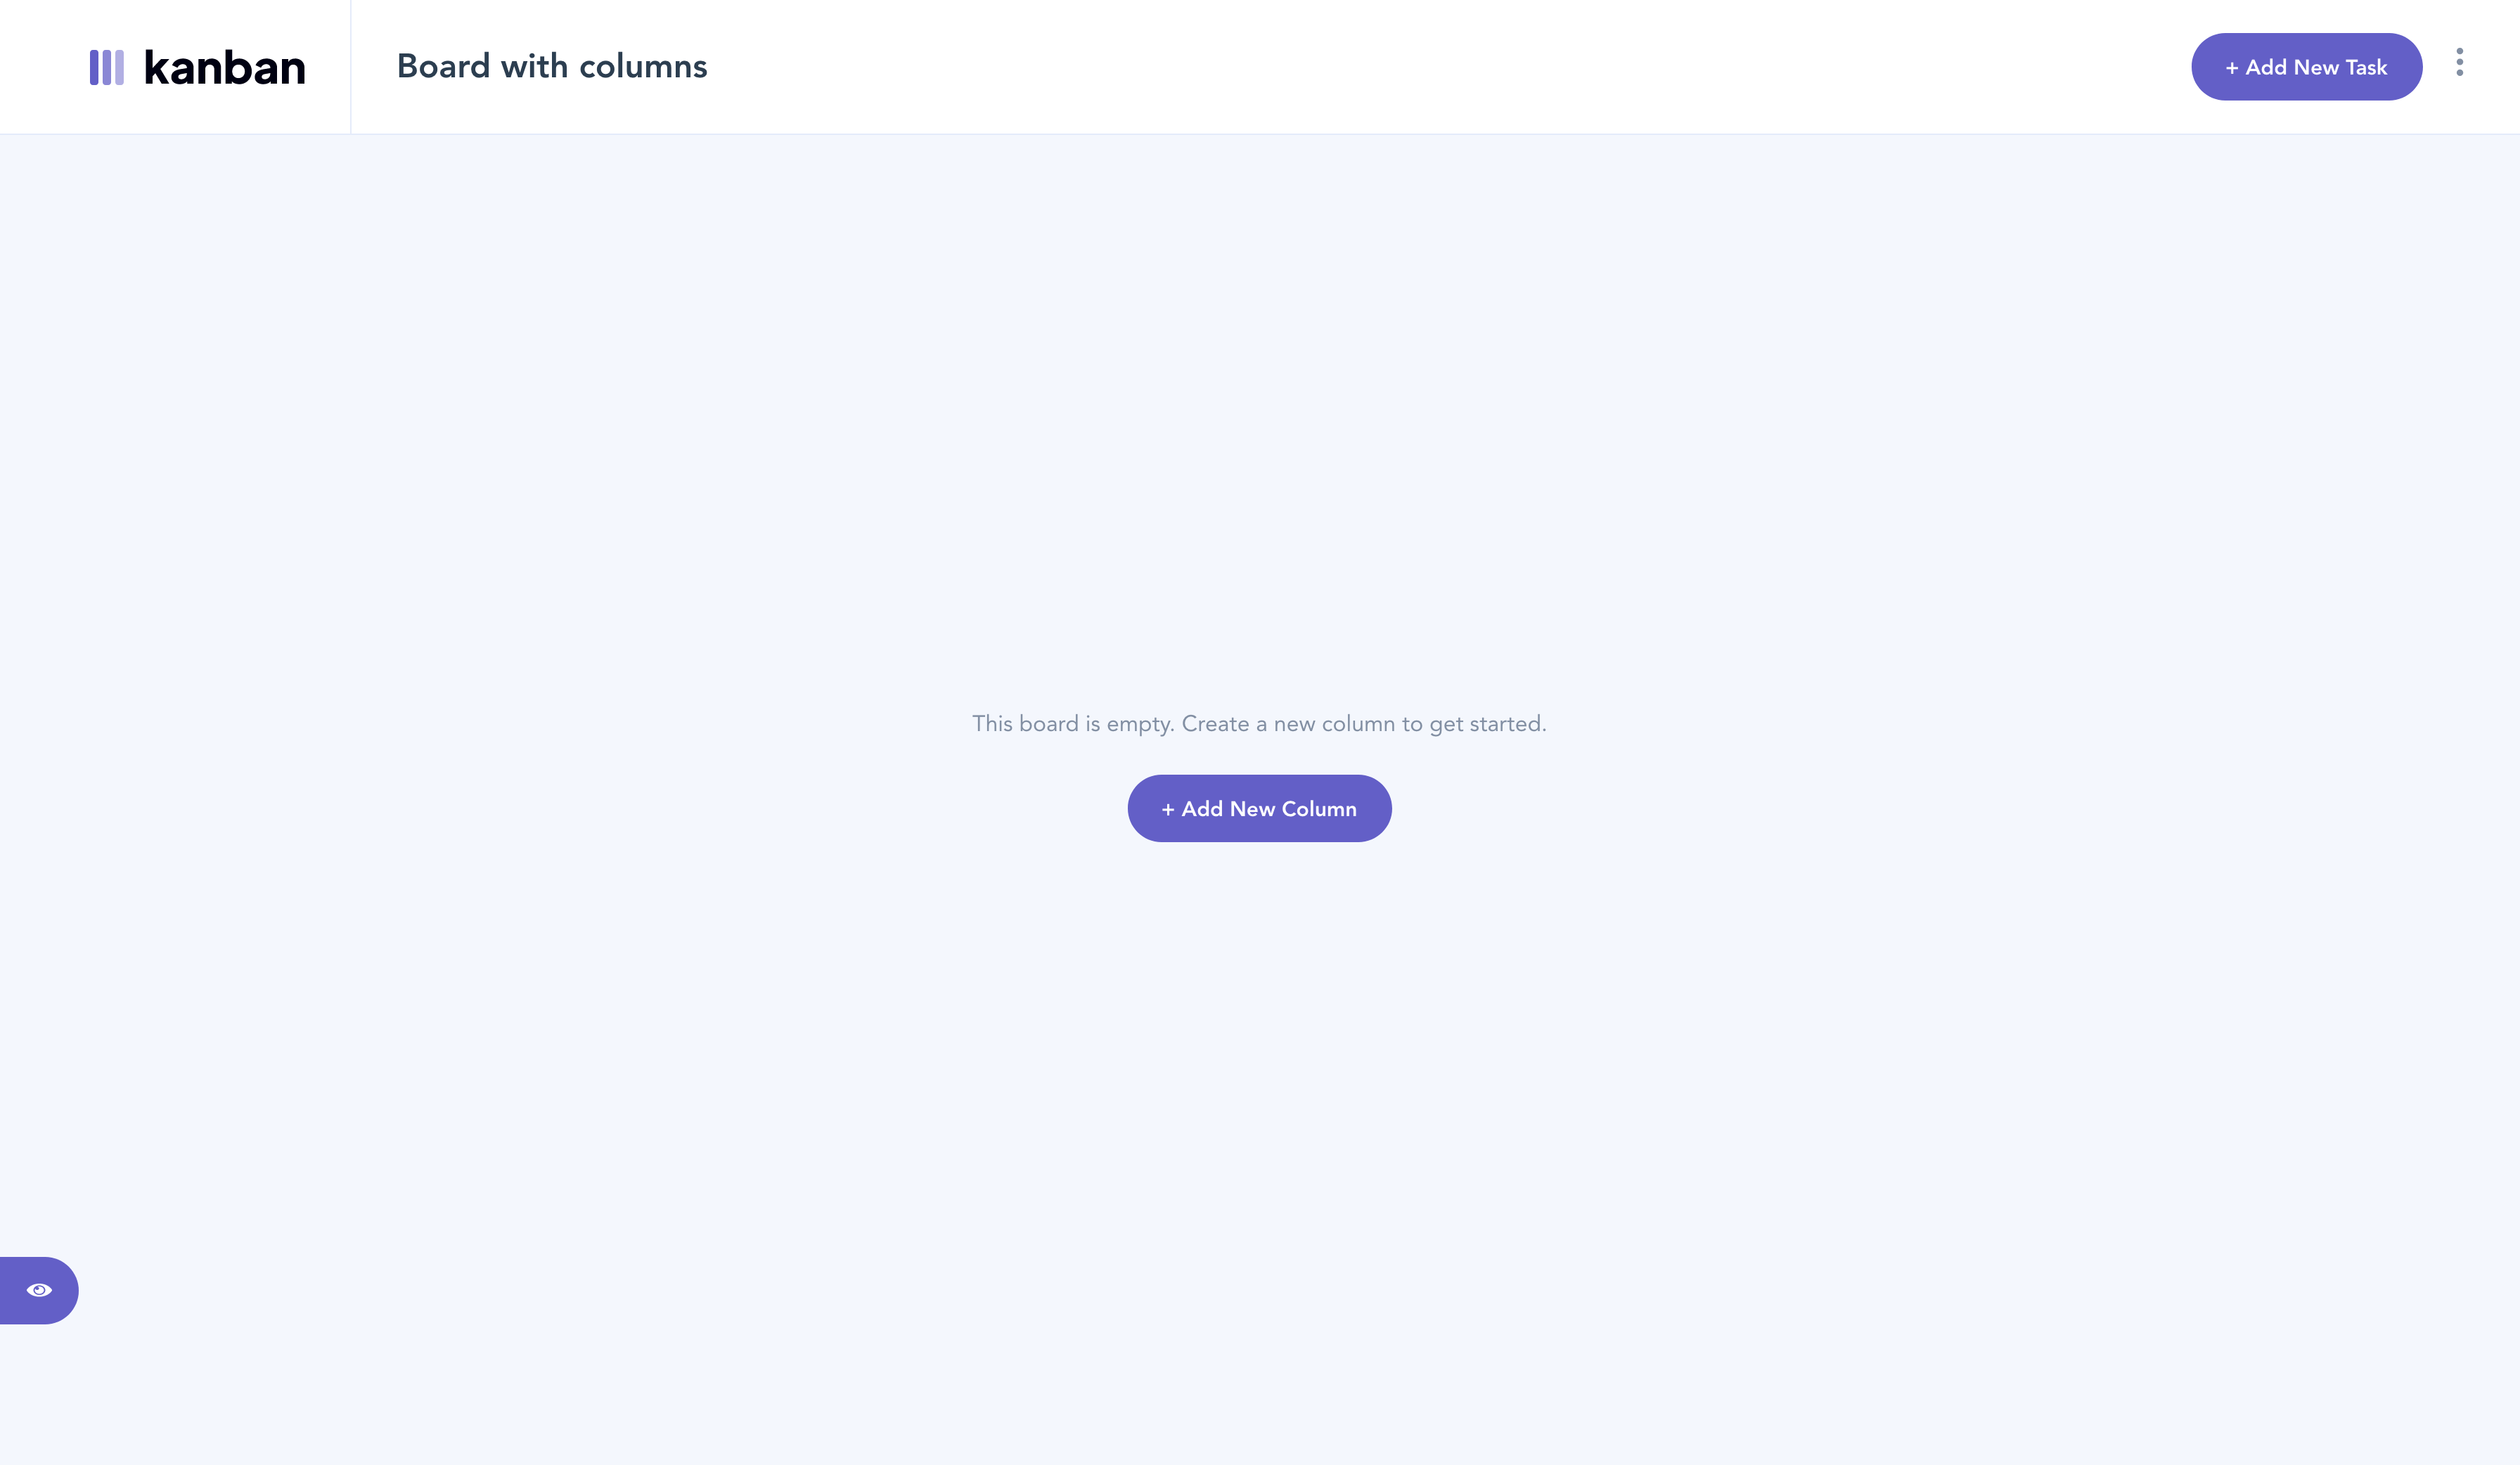 kanban
Board with columns
+ Add New Task
This board is empty. Create a new column to get started.
+ Add New Column